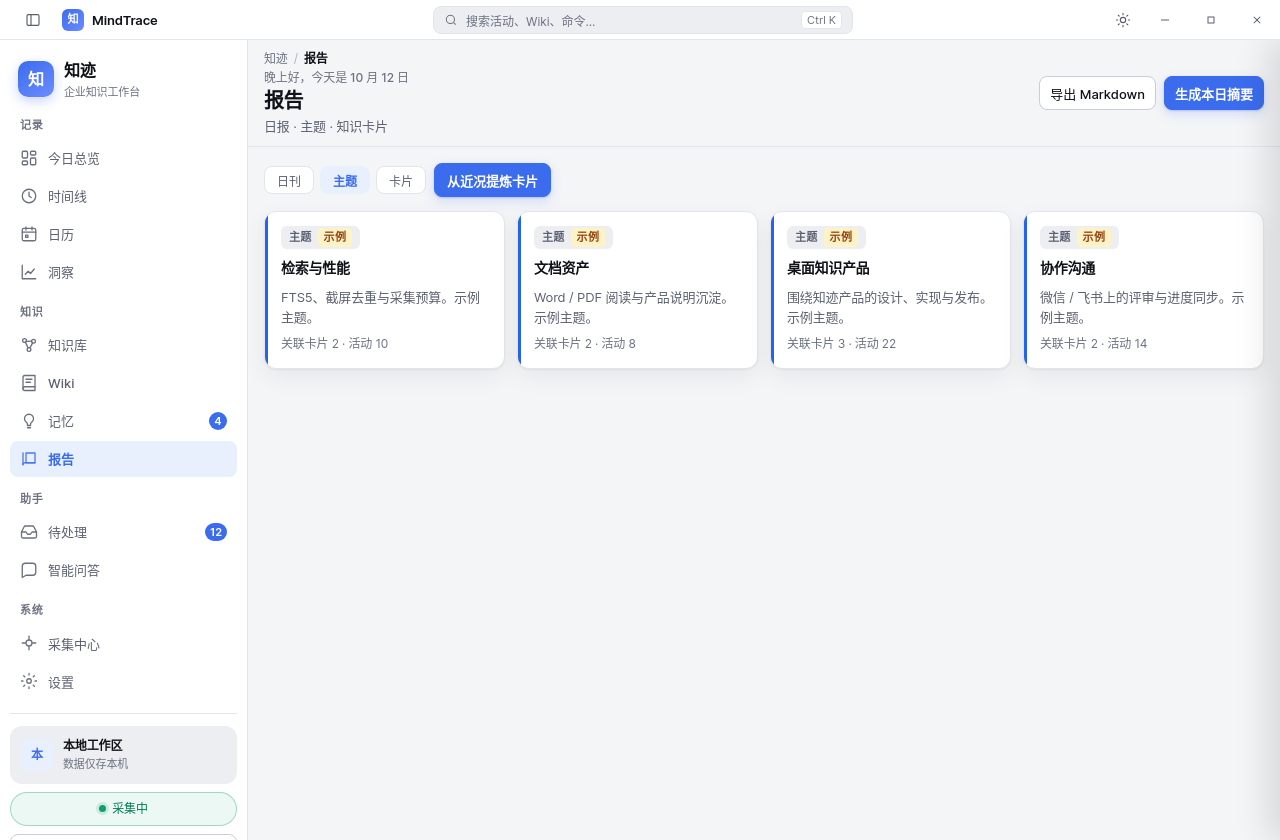 知 MindTrace
搜索活动、Wiki、命令... Ctrl K
知 知迹
企业知识工作台
记录
今日总览
时间线
日历
洞察
知识
知识库
Wiki
记忆 4
报告
助手
待处理 12
智能问答
系统
采集中心
设置
本 本地工作区
数据仅存本机
采集中
知迹 / 报告
晚上好，今天是 10 月 12 日
报告
日报 · 主题 · 知识卡片
导出 Markdown 生成本日摘要
日刊 主题 卡片 从近况提炼卡片
主题 示例
检索与性能
FTS5、截屏去重与采集预算。示例
主题。
关联卡片 2 · 活动 10
主题 示例
文档资产
Word / PDF 阅读与产品说明沉淀。
示例主题。
关联卡片 2 · 活动 8
主题 示例
桌面知识产品
围绕知迹产品的设计、实现与发布。
示例主题。
关联卡片 3 · 活动 22
主题 示例
协作沟通
微信 / 飞书上的评审与进度同步。示
例主题。
关联卡片 2 · 活动 14